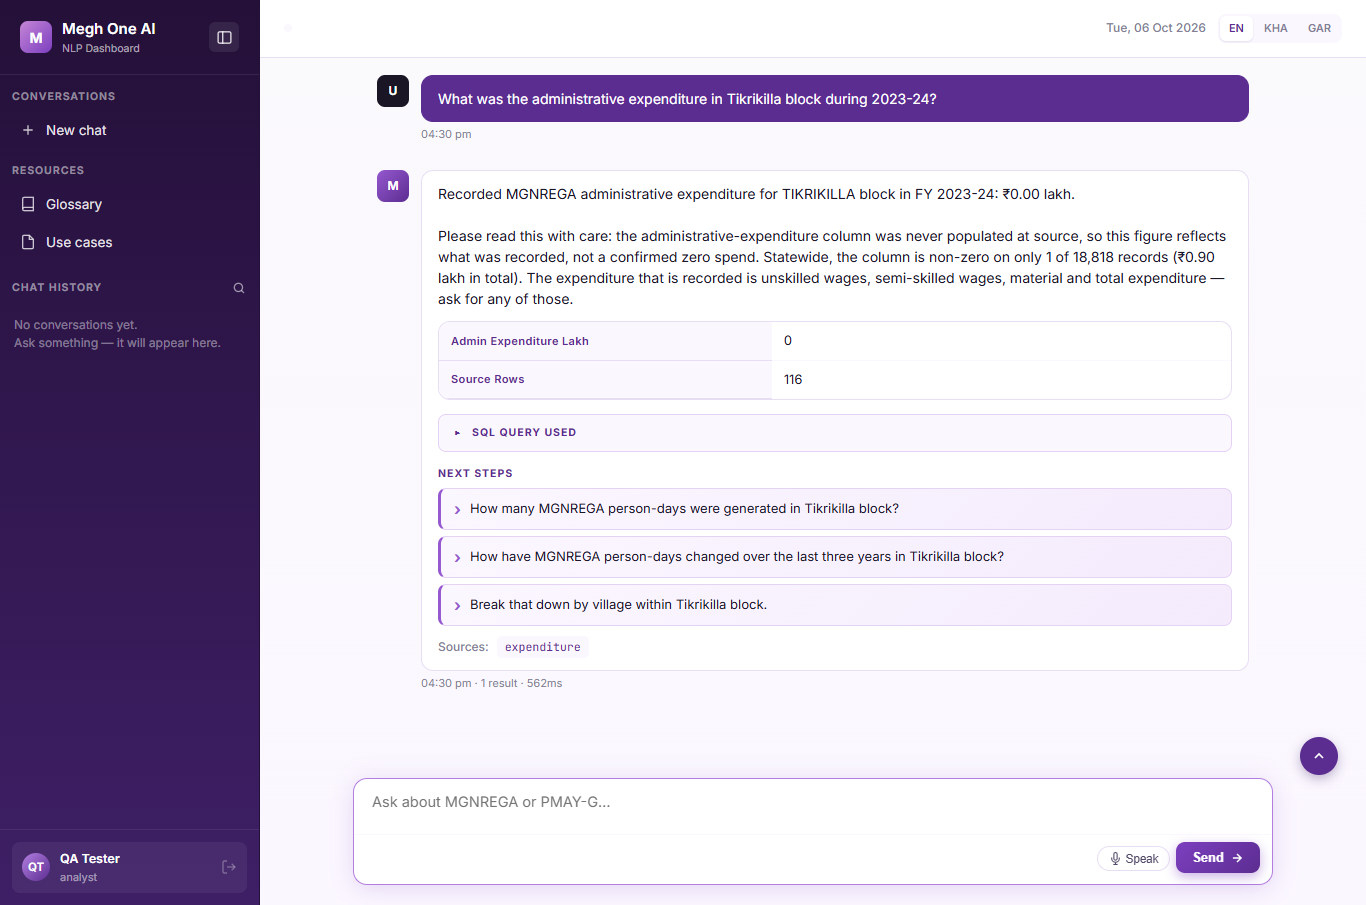 M
Megh One AI
NLP Dashboard
CONVERSATIONS
+ New chat
RESOURCES
Glossary
Use cases
CHAT HISTORY
No conversations yet.
Ask something — it will appear here.
QT
QA Tester
analyst
Tue, 06 Oct 2026
EN KHA GAR
U
What was the administrative expenditure in Tikrikilla block during 2023-24?
04:30 pm
M
Recorded MGNREGA administrative expenditure for TIKRIKILLA block in FY 2023-24: ₹0.00 lakh.
Please read this with care: the administrative-expenditure column was never populated at source, so this figure reflects
what was recorded, not a confirmed zero spend. Statewide, the column is non-zero on only 1 of 18,818 records (₹0.90
lakh in total). The expenditure that is recorded is unskilled wages, semi-skilled wages, material and total expenditure —
ask for any of those.
Admin Expenditure Lakh 0
Source Rows 116
SQL QUERY USED
NEXT STEPS
How many MGNREGA person-days were generated in Tikrikilla block?
How have MGNREGA person-days changed over the last three years in Tikrikilla block?
Break that down by village within Tikrikilla block.
Sources: expenditure
04:30 pm · 1 result · 562ms
Ask about MGNREGA or PMAY-G...
Speak
Send →